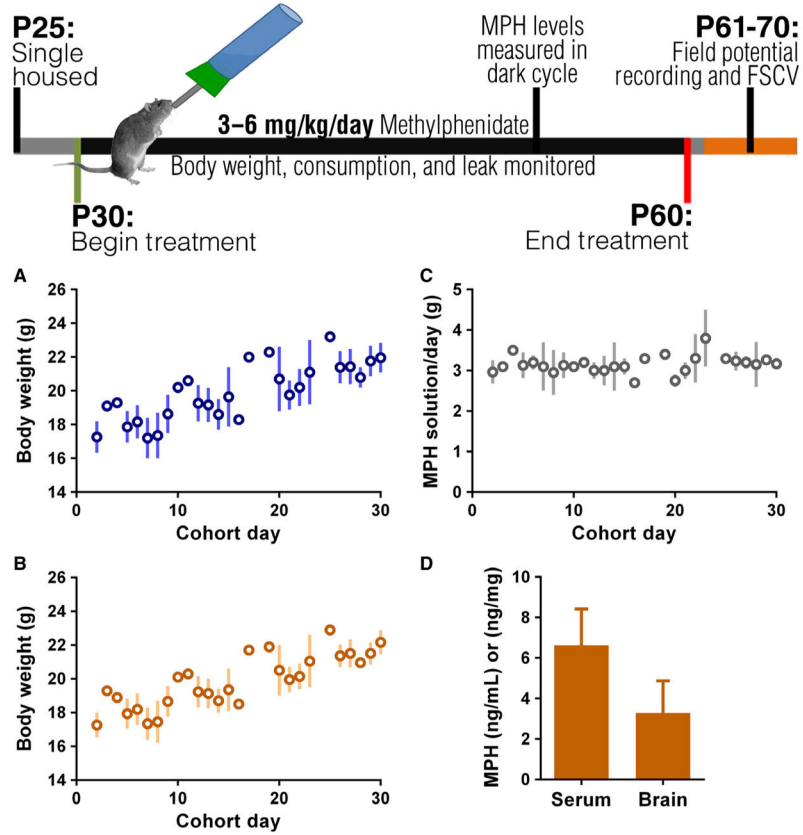 P25:
Single
housed
MPH levels
measured in
dark cycle
P61-70:
Field potential
recording and FSCV
3–6 mg/kg/day Methylphenidate
Body weight, consumption, and leak monitored
P30:
Begin treatment
P60:
End treatment
A
Body weight (g)
26
24
22
20
18
16
14
0
10
20
30
Cohort day
C
MPH solution/day (g)
5
4
3
2
1
0
0
10
20
30
Cohort day
B
Body weight (g)
26
24
22
20
18
16
14
0
10
20
30
Cohort day
D
MPH (ng/mL) or (ng/mg)
10
8
6
4
2
0
Serum
Brain